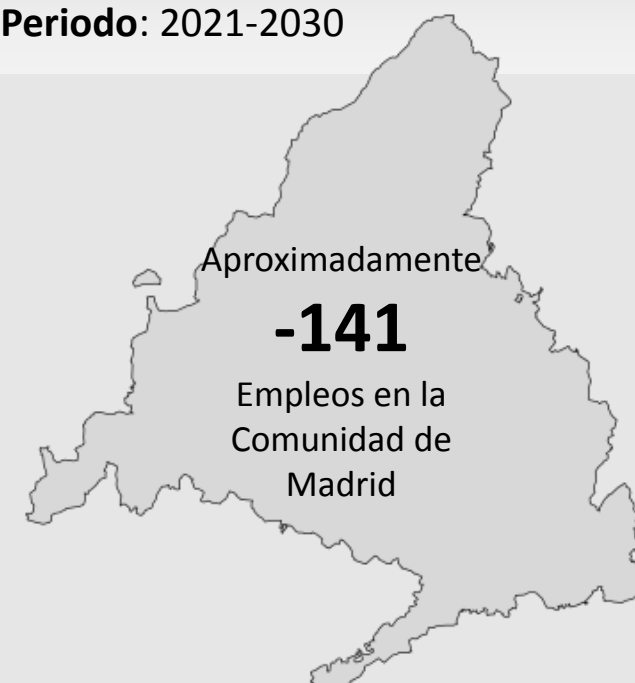 Periodo: 2021-2030
Aproximadamente
-141
Empleos en la
Comunidad de
Madrid